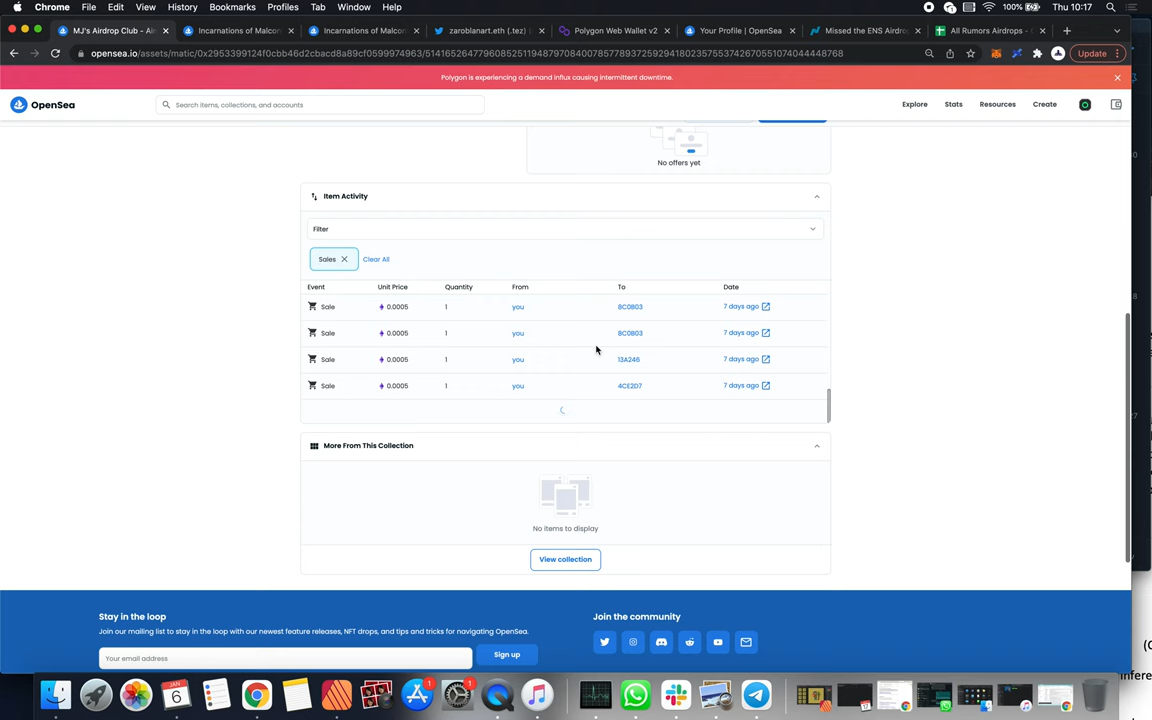 Chrome File Edit View History Bookmarks Profiles Tab Window Help 100% Thu 10:17
MJ's Airdrop Club - Ai Incarnations of Malcon Incarnations of Malcon zaroblanart.eth (.tez) ( Polygon Web Wallet v2 Your Profile | OpenSea Missed the ENS Airdro All Rumors Airdrops -
opensea.io/assets/matic/0x2953399124f0cbb46d2cbacd8a89cf0599974963/51416526477960852511948797084007857789372592941802357553742670551074044448768 Update
Polygon is experiencing a demand influx causing intermittent downtime.
OpenSea Search items, collections, and accounts Explore Stats Resources Create
No offers yet
Item Activity
Filter
Sales Clear All
Event Unit Price Quantity From To Date
Sale 0.0005 1 you 8C0B03 7 days ago
Sale 0.0005 1 you 8C0B03 7 days ago
Sale 0.0005 1 you 13A246 7 days ago
Sale 0.0005 1 you 4CE2D7 7 days ago
More From This Collection
No items to display
View collection
Stay in the loop
Join our mailing list to stay in the loop with our newest feature releases, NFT drops, and tips and tricks for navigating OpenSea.
Your email address Sign up
Join the community